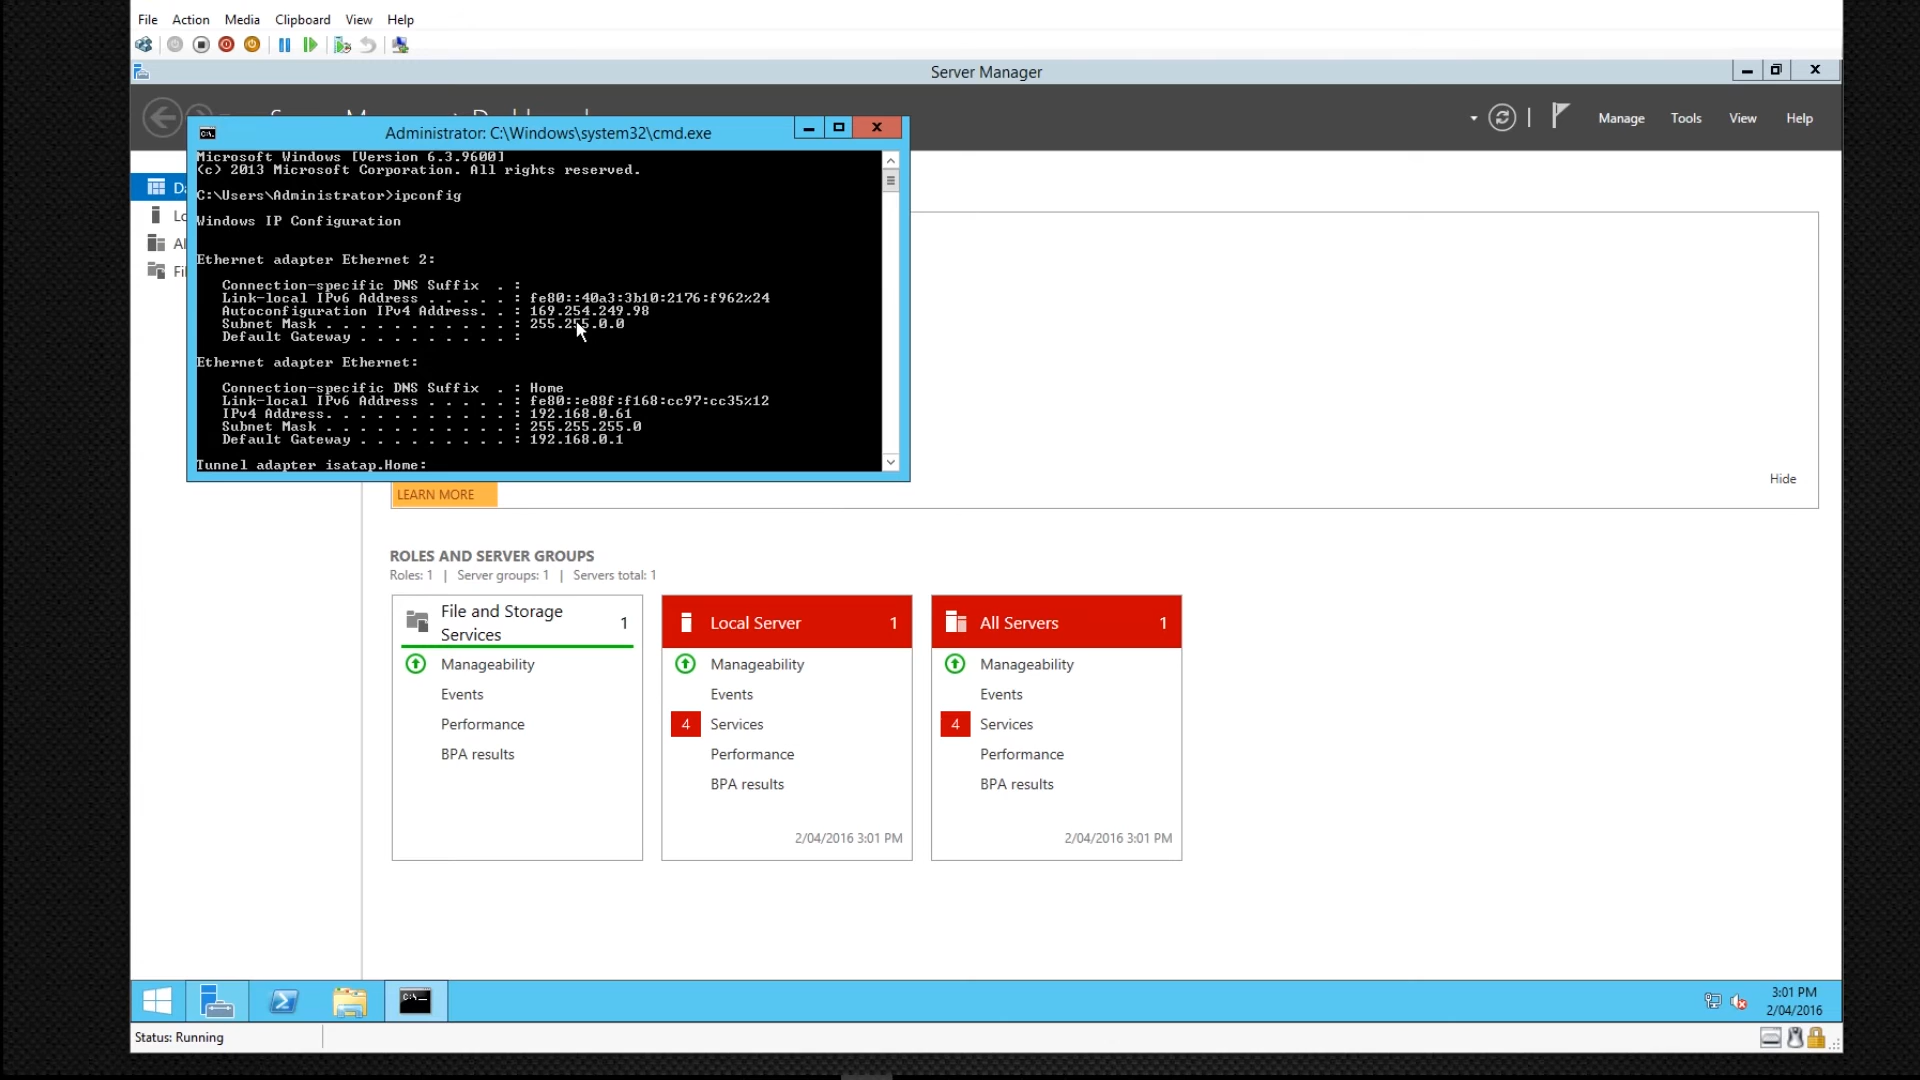 File Action Media Clipboard View Help
Server Manager
Manage Tools View Help
Administrator: C:\Windows\system32\cmd.exe
Microsoft Windows [Version 6.3.9600]
(c) 2013 Microsoft Corporation. All rights reserved.
C:\Users\Administrator>ipconfig
Windows IP Configuration
Ethernet adapter Ethernet 2:
Connection-specific DNS Suffix . :
Link-local IPv6 Address . . . . . : fe80::40a3:3b10:2176:f962%24
Autoconfiguration IPv4 Address. . : 169.254.249.98
Subnet Mask . . . . . . . . . . . : 255.255.0.0
Default Gateway . . . . . . . . . :
Ethernet adapter Ethernet:
Connection-specific DNS Suffix . : Home
Link-local IPv6 Address . . . . . : fe80::e88f:f168:cc97:cc35%12
IPv4 Address. . . . . . . . . . . : 192.168.0.61
Subnet Mask . . . . . . . . . . . : 255.255.255.0
Default Gateway . . . . . . . . . : 192.168.0.1
Tunnel adapter isatap.Home:
LEARN MORE
Hide
ROLES AND SERVER GROUPS
Roles: 1 | Server groups: 1 | Servers total: 1
File and Storage
Services
1
Manageability
Events
Performance
BPA results
Local Server 1
Manageability
Events
4 Services
Performance
BPA results
2/04/2016 3:01 PM
All Servers 1
Manageability
Events
4 Services
Performance
BPA results
2/04/2016 3:01 PM
3:01 PM
2/04/2016
Status: Running